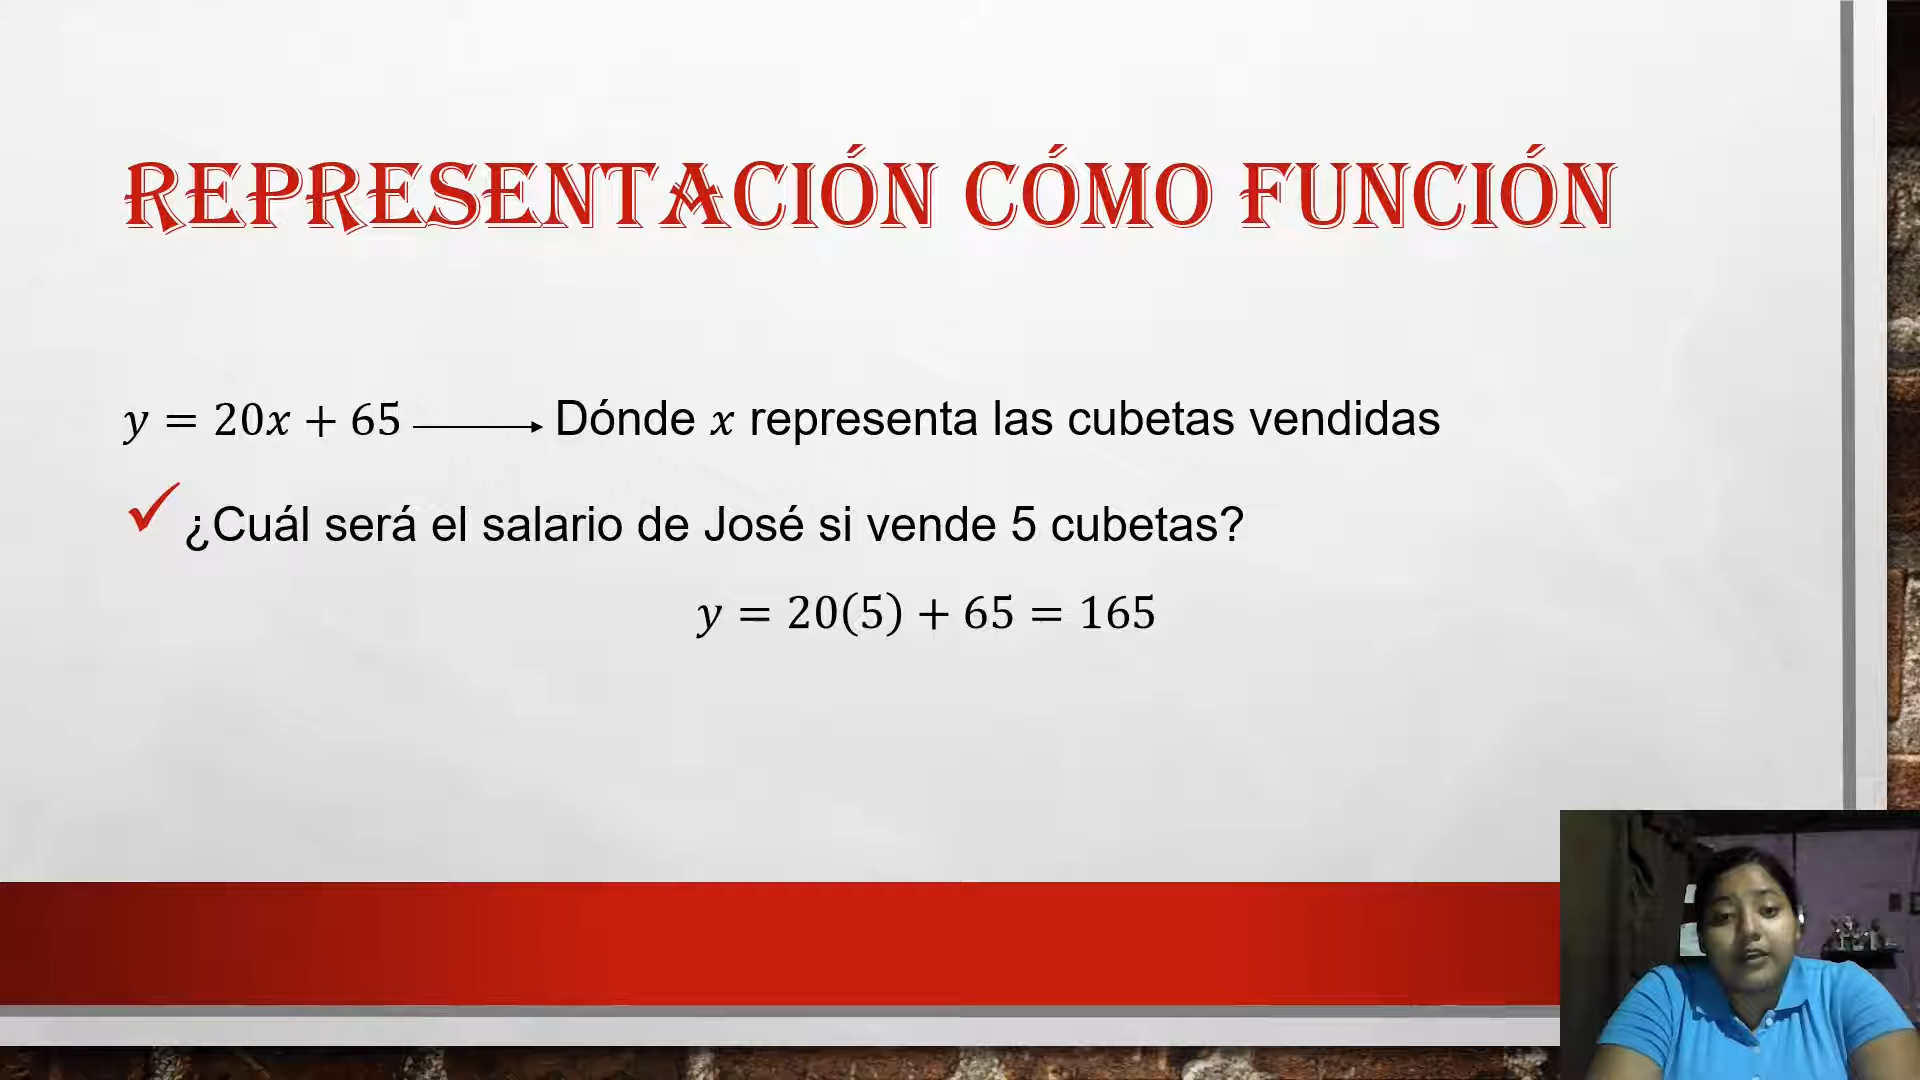 REPRESENTACIÓN CÓMO FUNCIÓN
y = 20x + 65 → Dónde x representa las cubetas vendidas
✓ ¿Cuál será el salario de José si vende 5 cubetas?
y = 20(5) + 65 = 165